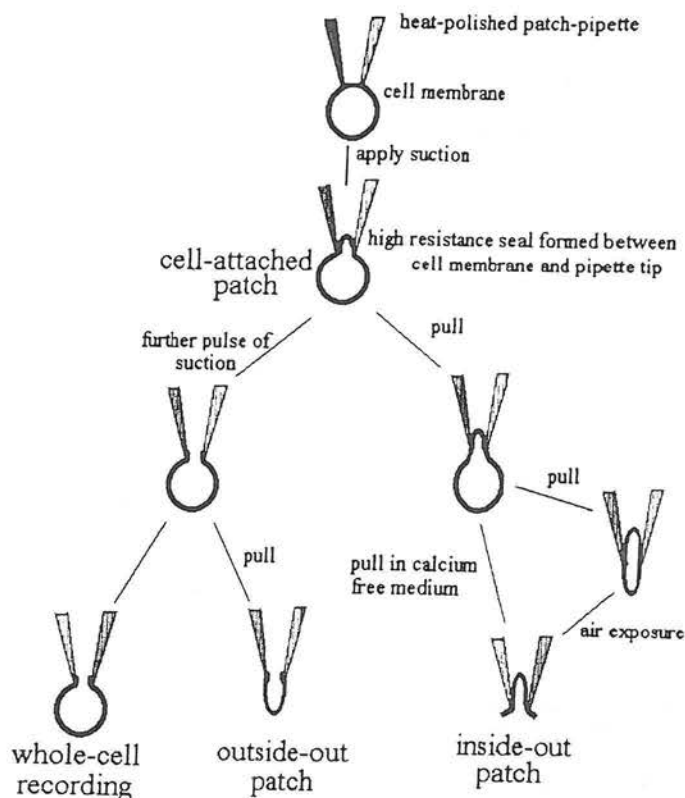 heat-polished patch-pipette
cell membrane
apply suction
high resistance seal formed between
cell membrane and pipette tip
cell-attached
patch
further pulse of
suction
pull
pull
pull
pull in calcium
free medium
air exposure
whole-cell
recording
outside-out
patch
inside-out
patch